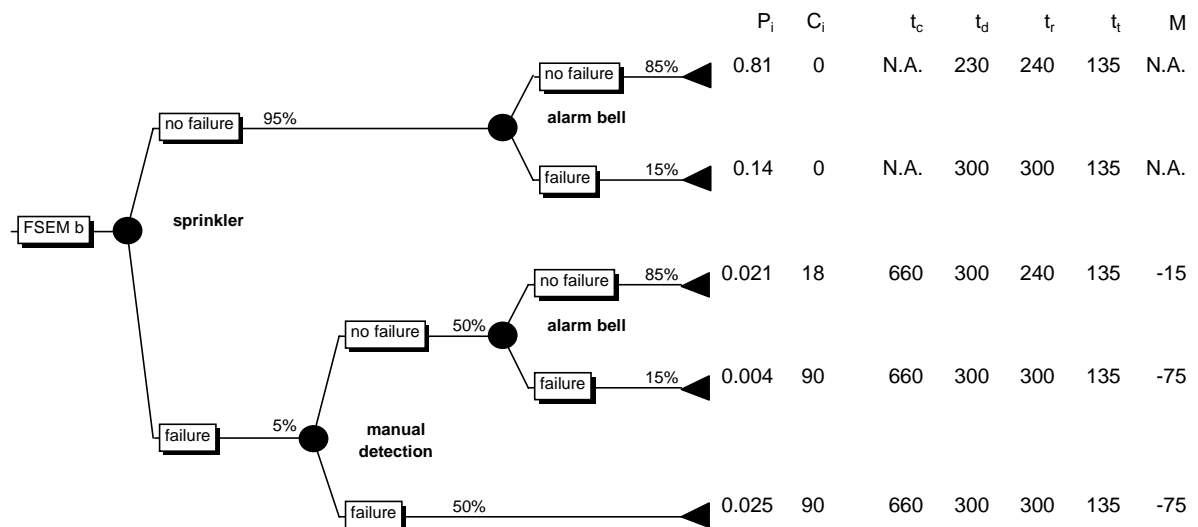 Pi Ci tc td tr tt M
no failure 85% 0.81 0 N.A. 230 240 135 N.A.
alarm bell
no failure 95%
failure 15% 0.14 0 N.A. 300 300 135 N.A.
FSEM b sprinkler
no failure 85% 0.021 18 660 300 240 135 -15
no failure 50% alarm bell
failure 15% 0.004 90 660 300 300 135 -75
failure 5% manual
detection
failure 50% 0.025 90 660 300 300 135 -75